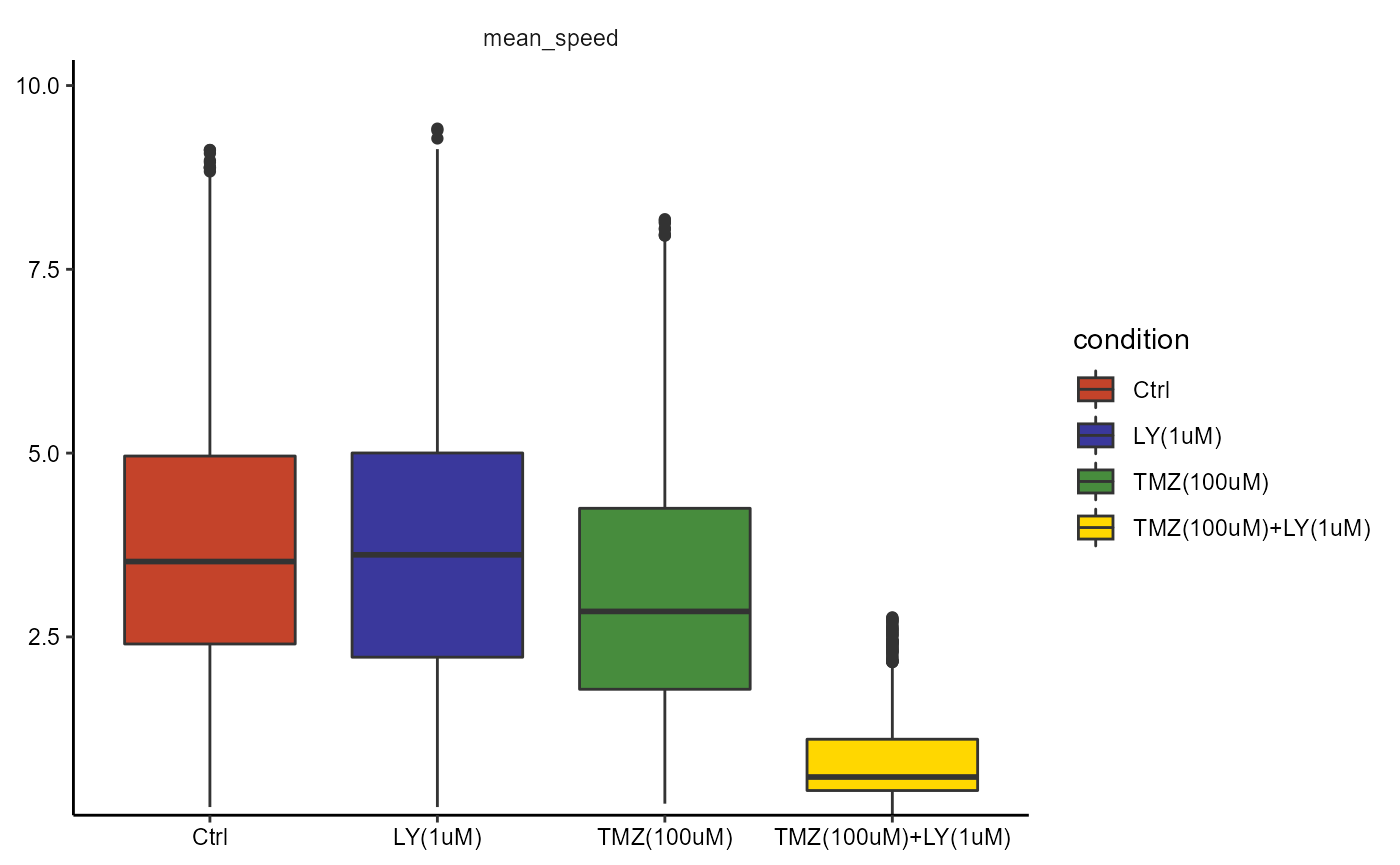 mean_speed
10.0
7.5
5.0
2.5
Ctrl
LY(1uM)
TMZ(100uM)
TMZ(100uM)+LY(1uM)
condition
Ctrl
LY(1uM)
TMZ(100uM)
TMZ(100uM)+LY(1uM)